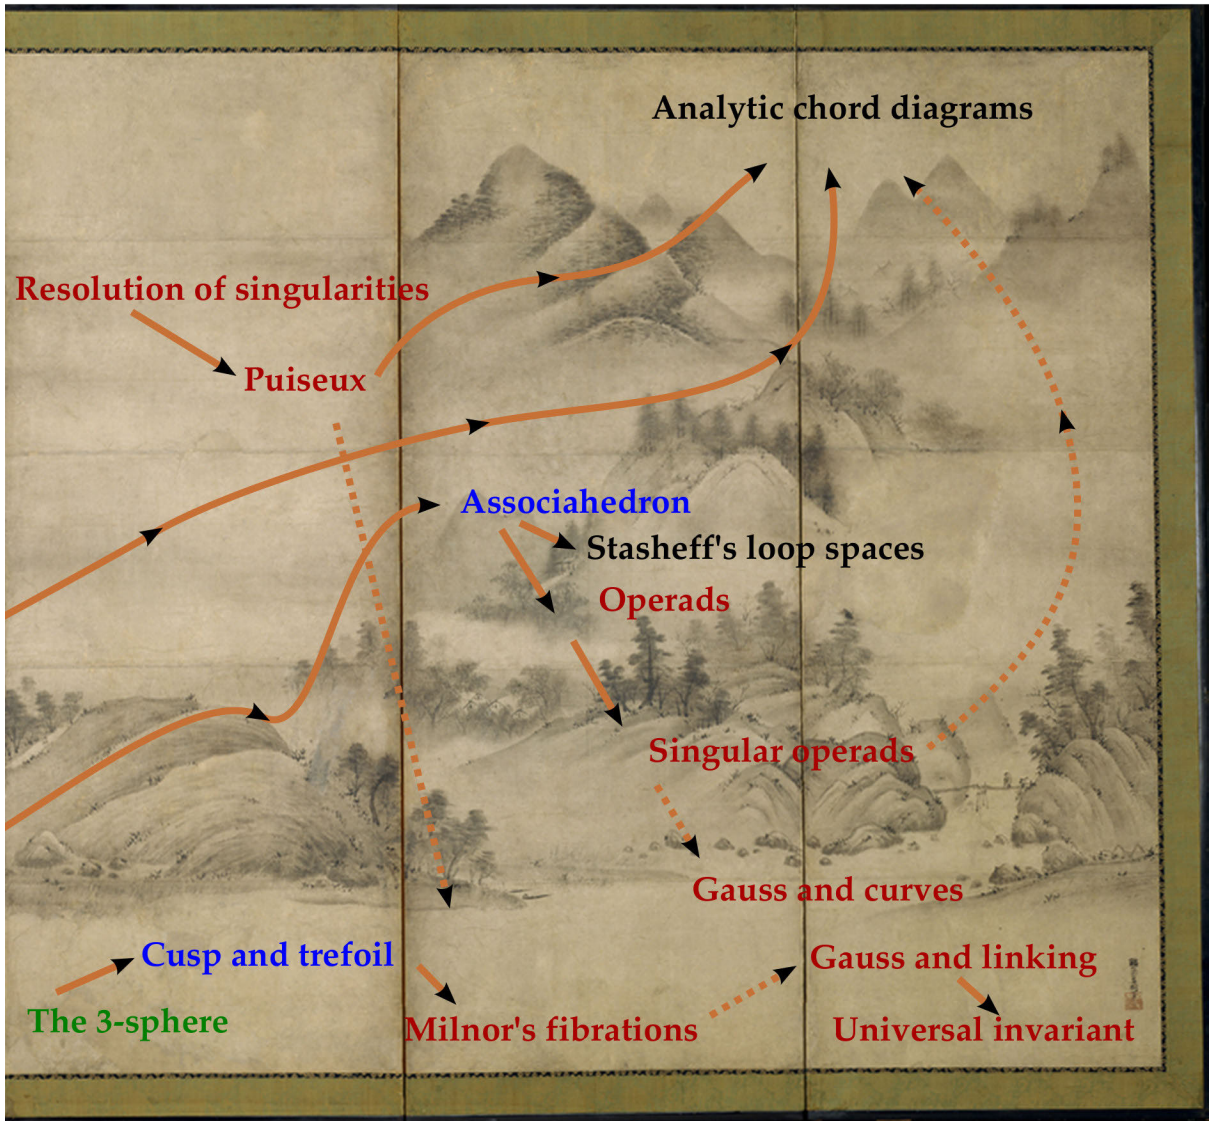 Analytic chord diagrams
Resolution of singularities
Puiseux
Associahedron
Stasheff's loop spaces
Operads
Singular operads
Gauss and curves
Cusp and trefoil
Gauss and linking
The 3-sphere
Milnor's fibrations
Universal invariant